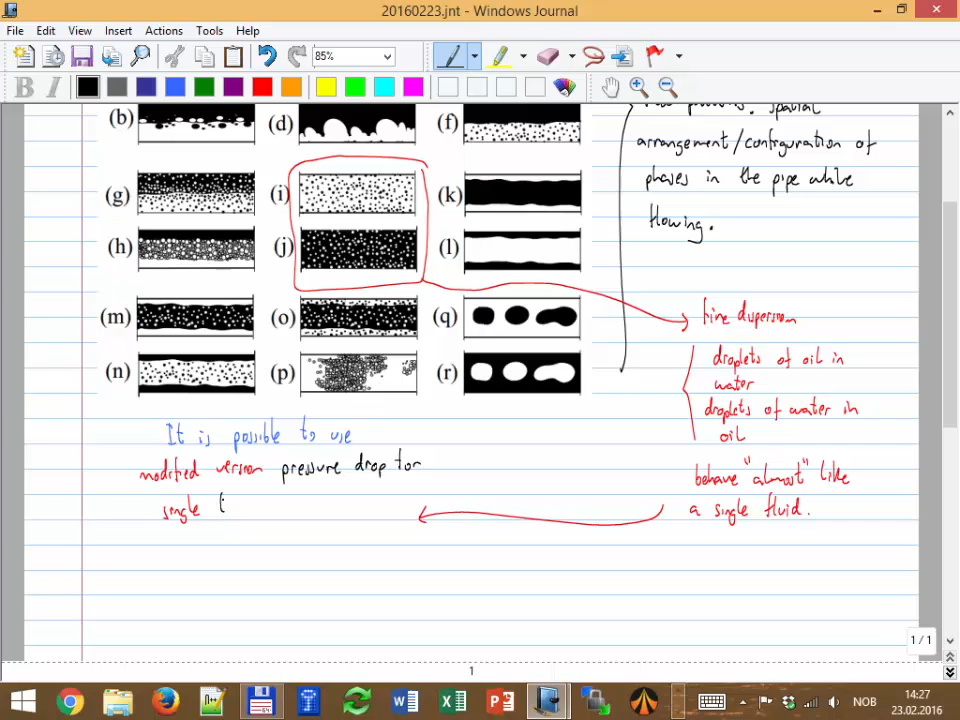 20160223.jnt - Windows Journal
File Edit View Insert Actions Tools Help
85%
B I
(b) (d) (f)
(g) (i) (k)
(h) (j) (l)
(m) (o) (q)
(n) (p) (r)
spatial
arrangement/configuration of
phases in the pipe while
flowing.
fine dispersion
droplets of oil in
water
droplets of water in
oil
behave "almost" like
a single fluid.
It is possible to use
modified version pressure drop for
single
1 / 1
1
NOB
14:27
23.02.2016